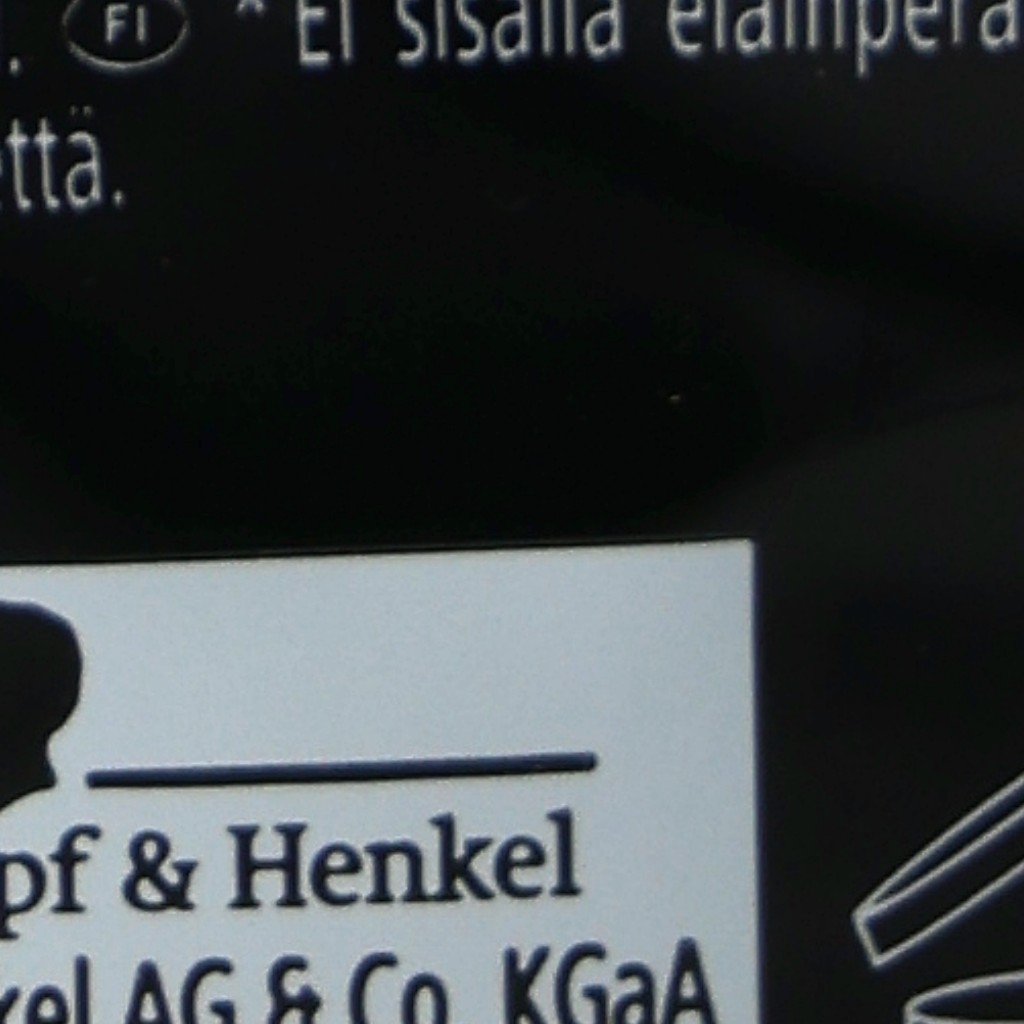 . FI * Ei sisällä eläinperä
että.
pf & Henkel
kel AG & Co. KGaA